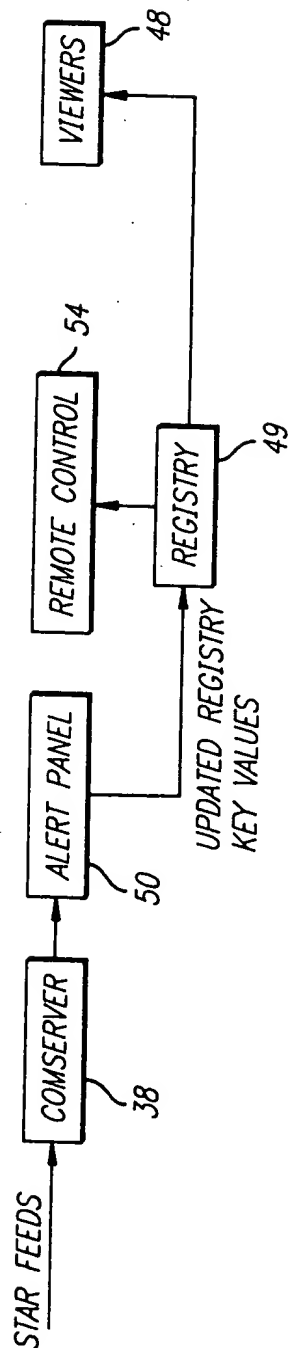 STAR FEEDS
COMSERVER
38
ALERT PANEL
50
UPDATED REGISTRY
KEY VALUES
REMOTE CONTROL
54
REGISTRY
49
VIEWERS
48